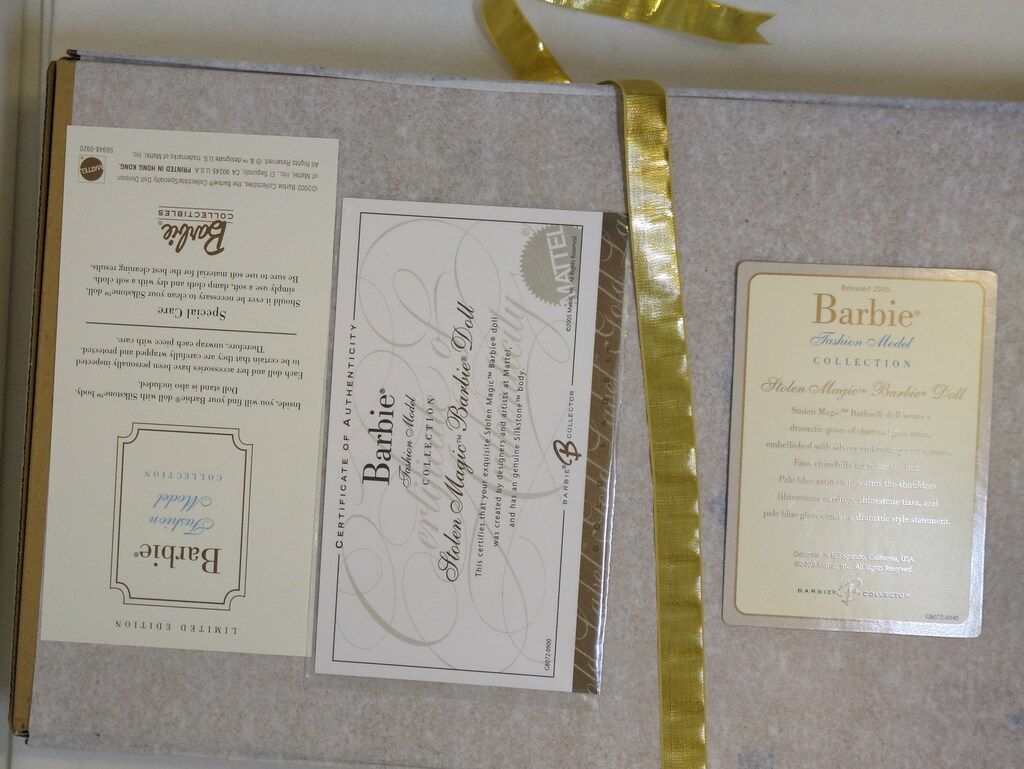 LIMITED EDITION
Barbie®
Fashion
Model
COLLECTION
Inside, you will find your Barbie® doll with Silkstone™ body.
Doll stand is also included.
Each doll and her accessories have been personally inspected
to be certain that they are carefully wrapped and protected.
Therefore, unwrap each piece with care.
Special Care
Should it ever be necessary to clean your Silkstone™ doll,
simply use a soft, damp cloth and dry with a soft cloth.
Be sure to use soft material for the best cleaning results.
Barbie®
COLLECTIBLES
©2002 Barbie Collectibles, the Barbie® Collectible/Specialty Doll Division
of Mattel, Inc., El Segundo, CA 90245 U.S.A. PRINTED IN HONG KONG.
All Rights Reserved. ® & ™ designate U.S. trademarks of Mattel, Inc.
MATTEL
56948-0920
CERTIFICATE OF AUTHENTICITY
Barbie®
Fashion Model
COLLECTION
Stolen Magic™ Barbie® Doll
This certifies that your exquisite Stolen Magic™ Barbie® doll
was created by designers and artists at Mattel
and has an genuine Silkstone™ body.
BARBIE® B COLLECTOR
G8072-0900
MATTEL
®
©2005 Mattel, Inc. All Rights Reserved.
Released 2005.
Barbie®
Fashion Model
COLLECTION
Stolen Magic™ Barbie® Doll
Stolen Magic™ Barbie® doll wears a
dramatic gown of charcoal gray satin,
embellished with silvery embroidery and sequins.
Faux chinchilla fur trims the hem.
Pale blue satin stole warms the shoulders.
Rhinestone earrings, rhinestone tiara, and
pale blue gloves make a dramatic style statement.
Designed in El Segundo, California, USA.
©2005 Mattel, Inc. All Rights Reserved.
BARBIE® B COLLECTOR
G8072-0940